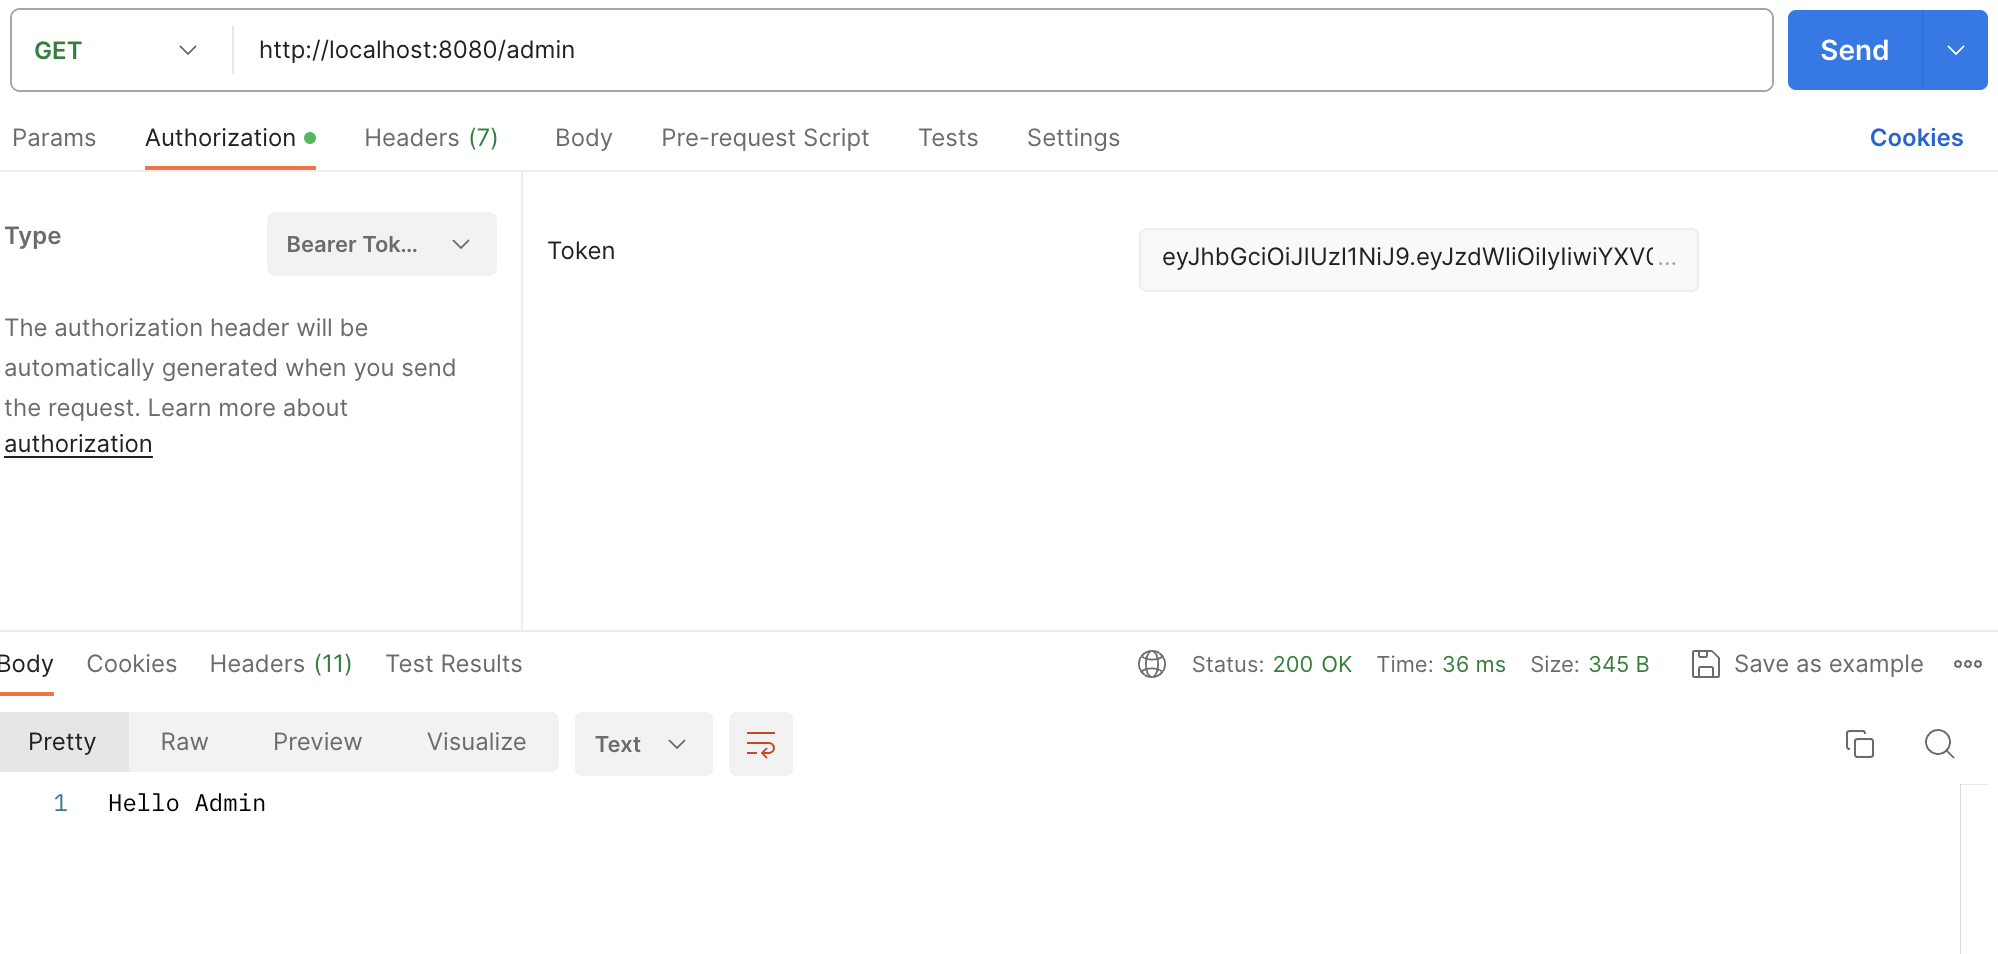 GET http://localhost:8080/admin Send
Params Authorization Headers (7) Body Pre-request Script Tests Settings Cookies
Type Bearer Tok...
Token eyJhbGciOiJIUzI1NiJ9.eyJzdWIiOiIyIiwiYXV0...
The authorization header will be
automatically generated when you send
the request. Learn more about
authorization
Body Cookies Headers (11) Test Results Status: 200 OK Time: 36 ms Size: 345 B Save as example
Pretty Raw Preview Visualize Text
1 Hello Admin